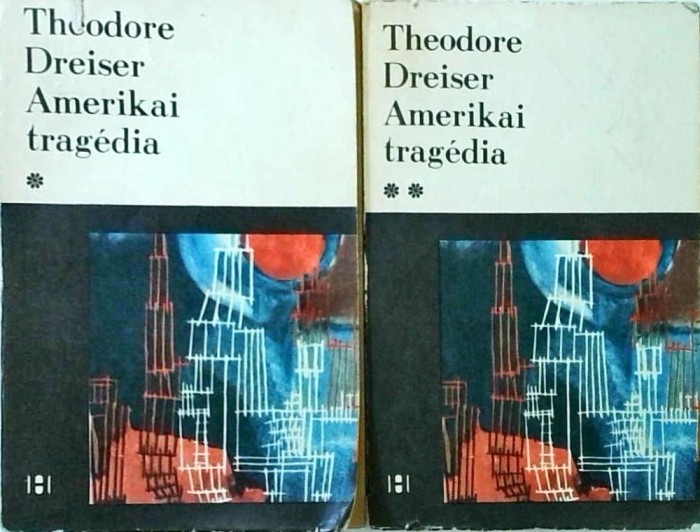 Theodore
Dreiser
Amerikai
tragédia
*
Theodore
Dreiser
Amerikai
tragédia
* *